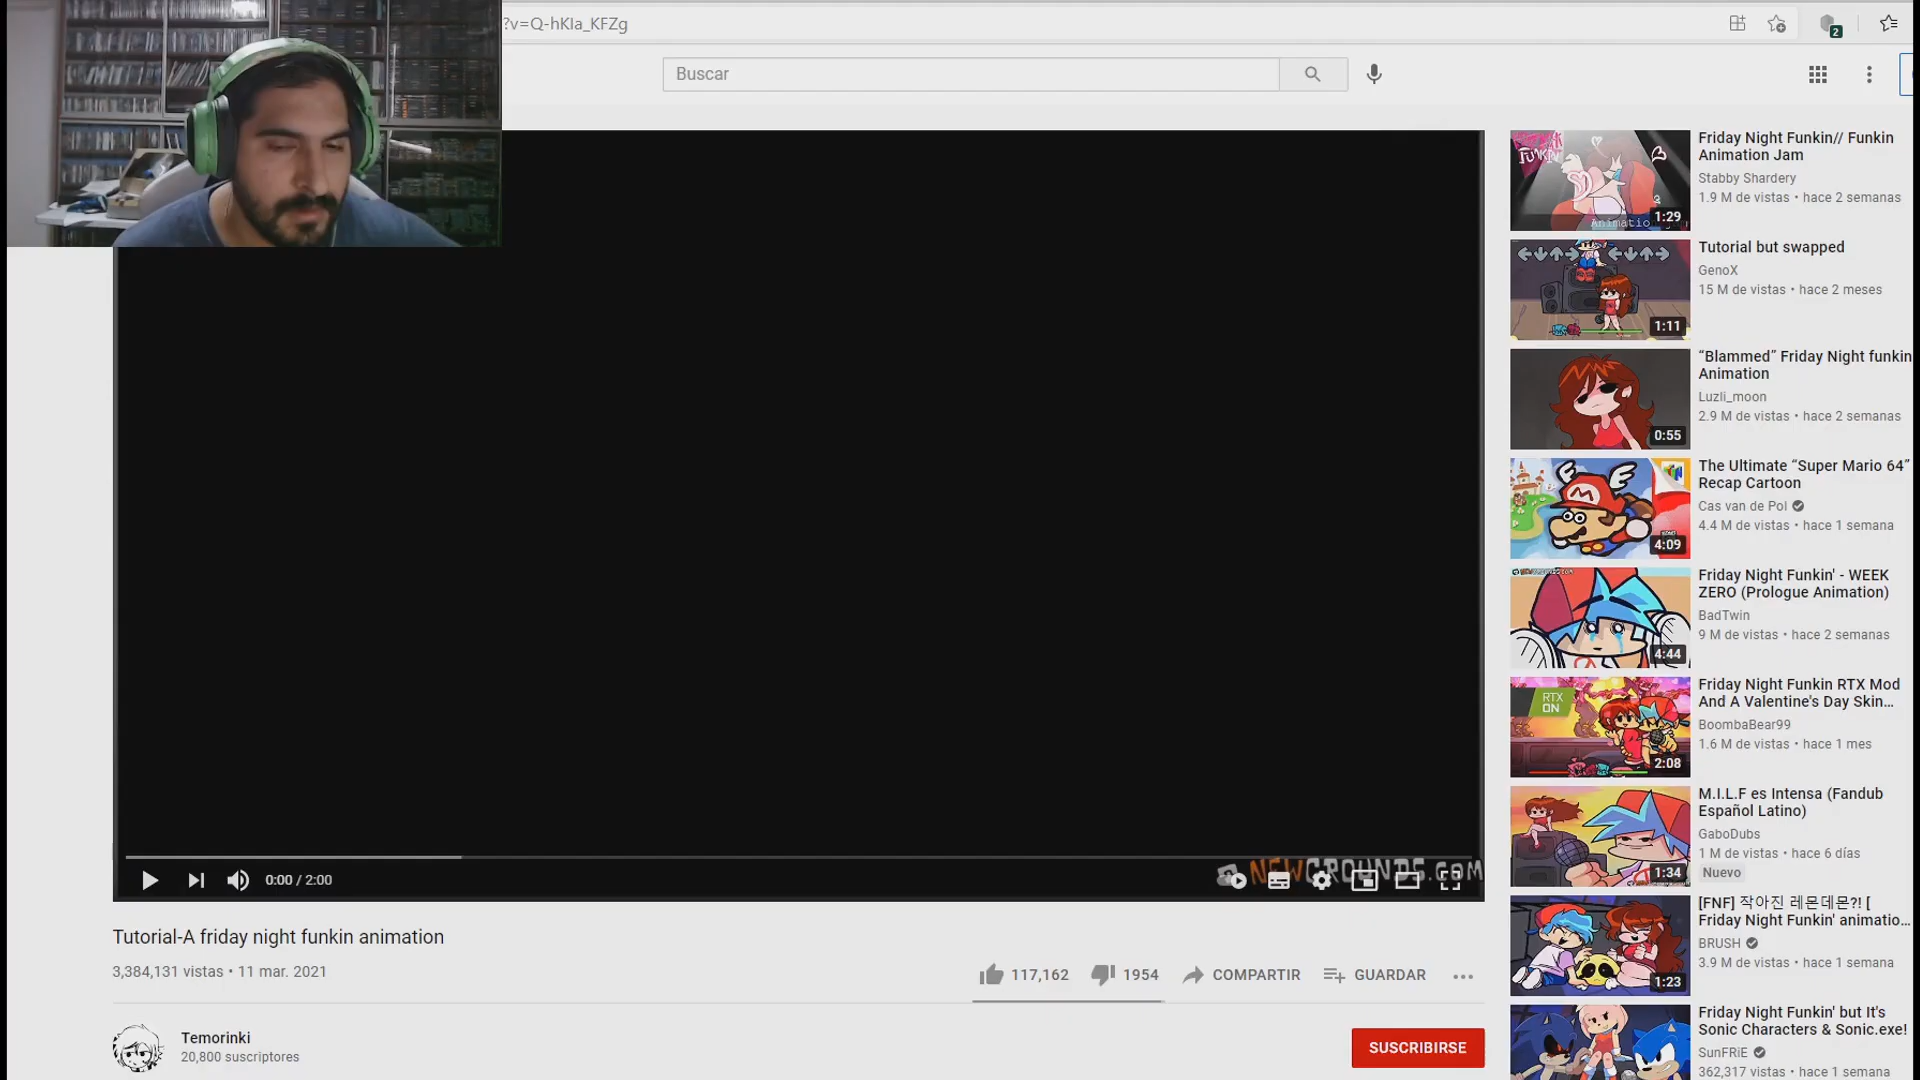 ?v=Q-hKIa_KFZg
2
Buscar
Friday Night Funkin// Funkin
Animation Jam
Stabby Shardery
1.9 M de vistas • hace 2 semanas
1:29
Tutorial but swapped
GenoX
15 M de vistas • hace 2 meses
1:11
“Blammed” Friday Night funkin
Animation
Luzli_moon
2.9 M de vistas • hace 2 semanas
0:55
The Ultimate “Super Mario 64”
Recap Cartoon
Cas van de Pol
4.4 M de vistas • hace 1 semana
4:09
Friday Night Funkin' - WEEK
ZERO (Prologue Animation)
BadTwin
9 M de vistas • hace 2 semanas
4:44
RTX
ON
Friday Night Funkin RTX Mod
And A Valentine's Day Skin...
BoombaBear99
1.6 M de vistas • hace 1 mes
2:08
M.I.L.F es Intensa (Fandub
Español Latino)
GaboDubs
1 M de vistas • hace 6 días
Nuevo
1:34
[FNF] 작아진 레몬데몬?! [
Friday Night Funkin' animatio...
BRUSH
3.9 M de vistas • hace 1 semana
1:23
Friday Night Funkin' but It's
Sonic Characters & Sonic.exe!
SunFRiE
362,317 vistas • hace 1 semana
NEWGROUNDS.COM
0:00 / 2:00
Tutorial-A friday night funkin animation
3,384,131 vistas • 11 mar. 2021
117,162
1954
COMPARTIR
GUARDAR
Temorinki
20,800 suscriptores
SUSCRIBIRSE